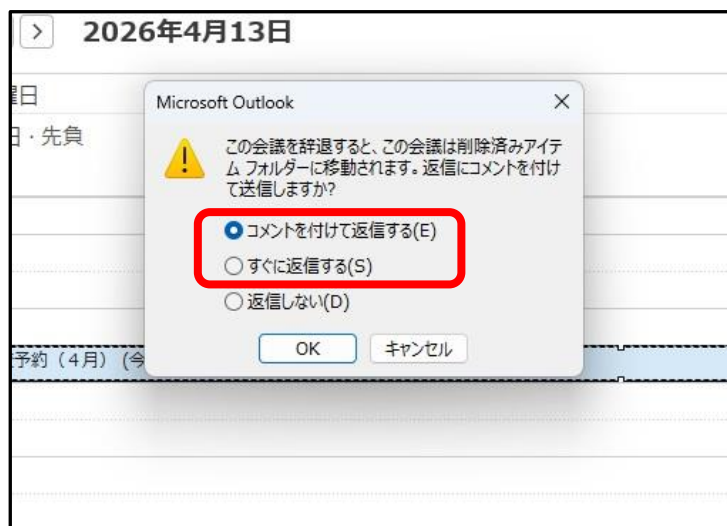 2026年4月13日
曜日
日・先負
Microsoft Outlook
この会議を辞退すると、この会議は削除済みアイテ
ム フォルダーに移動されます。返信にコメントを付け
て送信しますか?
コメントを付けて返信する(E)
すぐに返信する(S)
返信しない(D)
OK キャンセル
予約（4月） (今